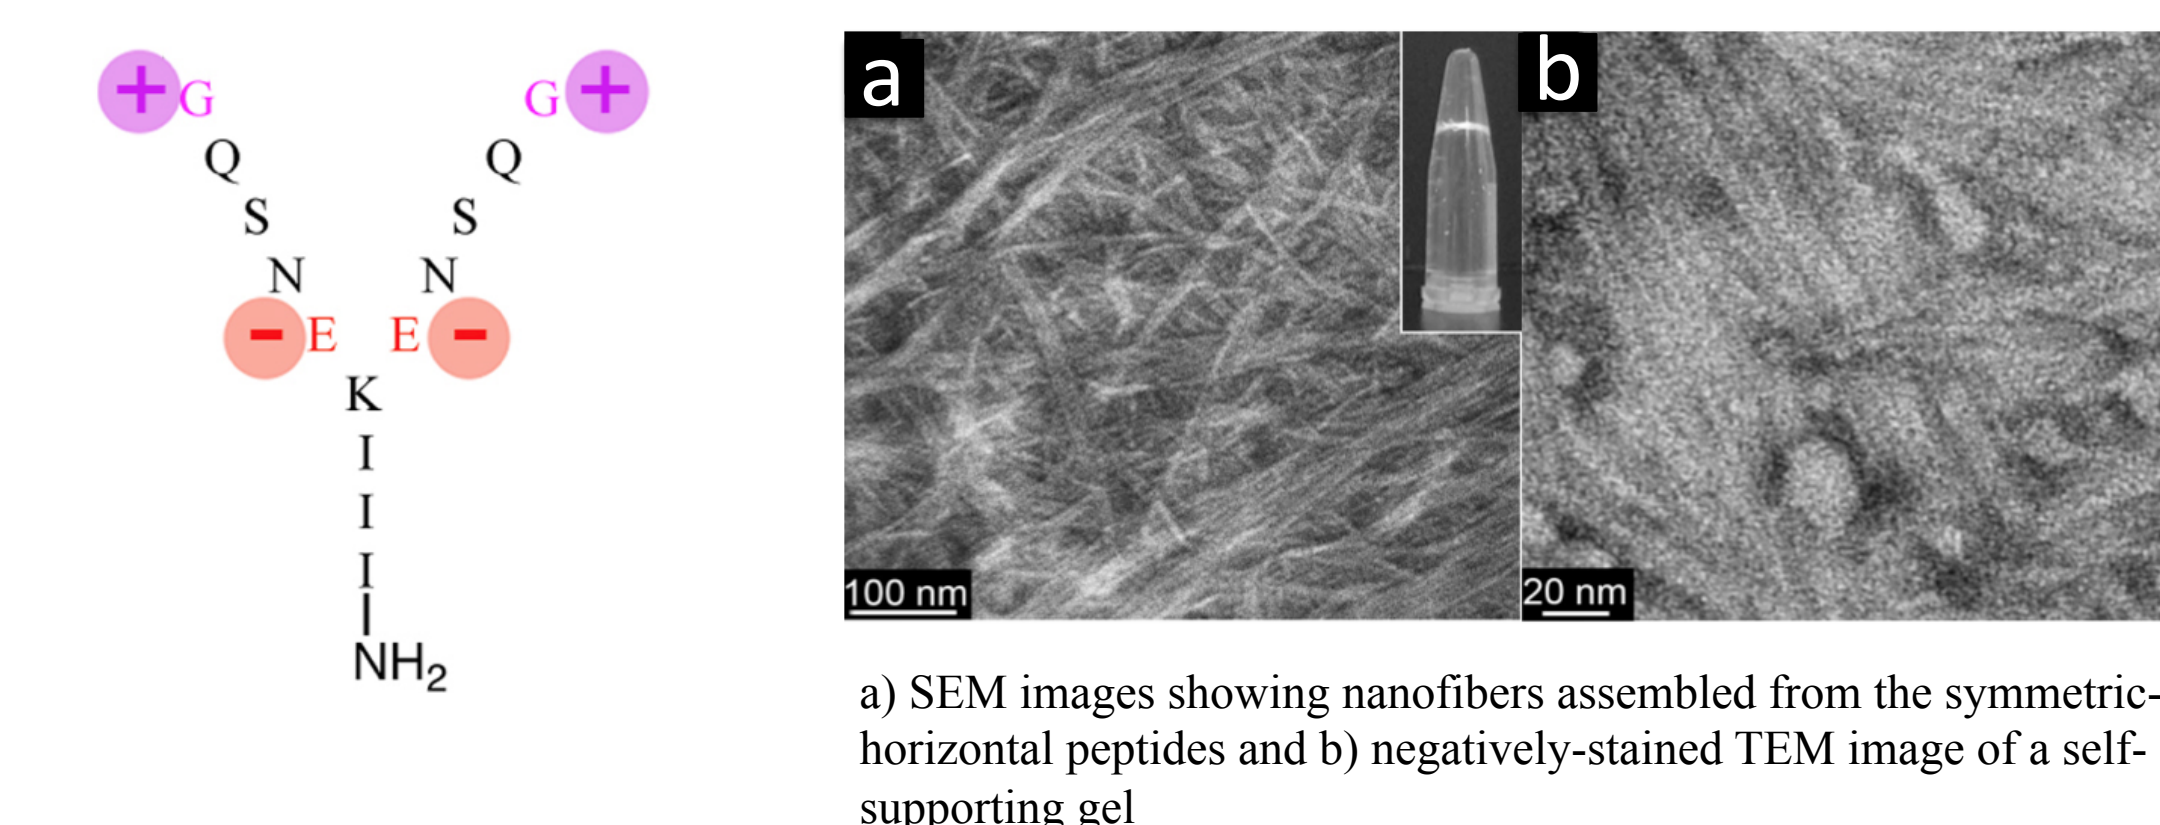 + G G +
Q Q
S S
N N
- E E -
K
I
I
I
NH₂
a
b
100 nm
20 nm
a) SEM images showing nanofibers assembled from the symmetric-
horizontal peptides and b) negatively-stained TEM image of a self-
supporting gel